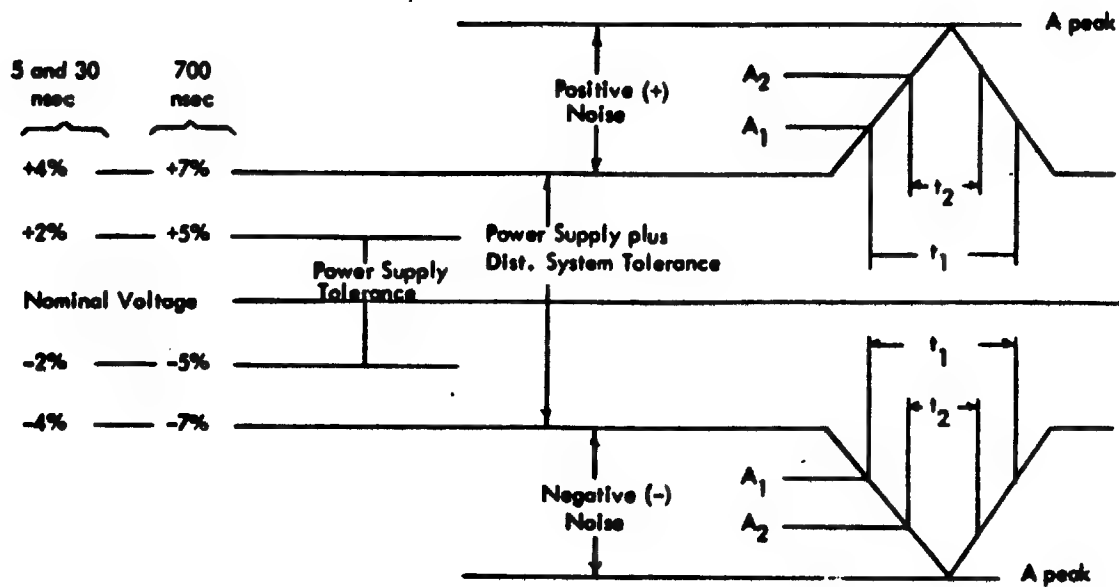 A peak
5 and 30
nsec
700
nsec
Positive (+)
Noise
A2
A1
+4%
+7%
t2
+2%
+5%
Power Supply plus
Dist. System Tolerance
t1
Power Supply
Tolerance
Nominal Voltage
-2%
-5%
t1
t2
-4%
-7%
A1
Negative (-)
Noise
A2
A peak